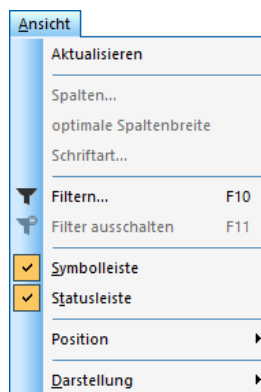 Ansicht
Aktualisieren
Spalten...
optimale Spaltenbreite
Schriftart...
Filtern... F10
Filter ausschalten F11
Symbolleiste
Statusleiste
Position
Darstellung